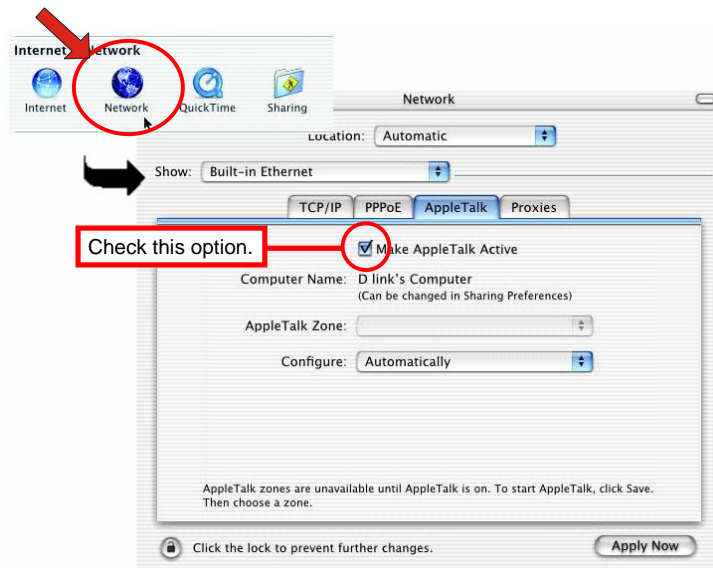 Internet & Network
Internet
Network
QuickTime
Sharing
Network
Location: Automatic
Show: Built-in Ethernet
TCP/IP
PPPoE
AppleTalk
Proxies
Check this option.
Make AppleTalk Active
Computer Name: D link's Computer
(Can be changed in Sharing Preferences)
AppleTalk Zone:
Configure: Automatically
AppleTalk zones are unavailable until AppleTalk is on. To start AppleTalk, click Save.
Then choose a zone.
Click the lock to prevent further changes.
Apply Now